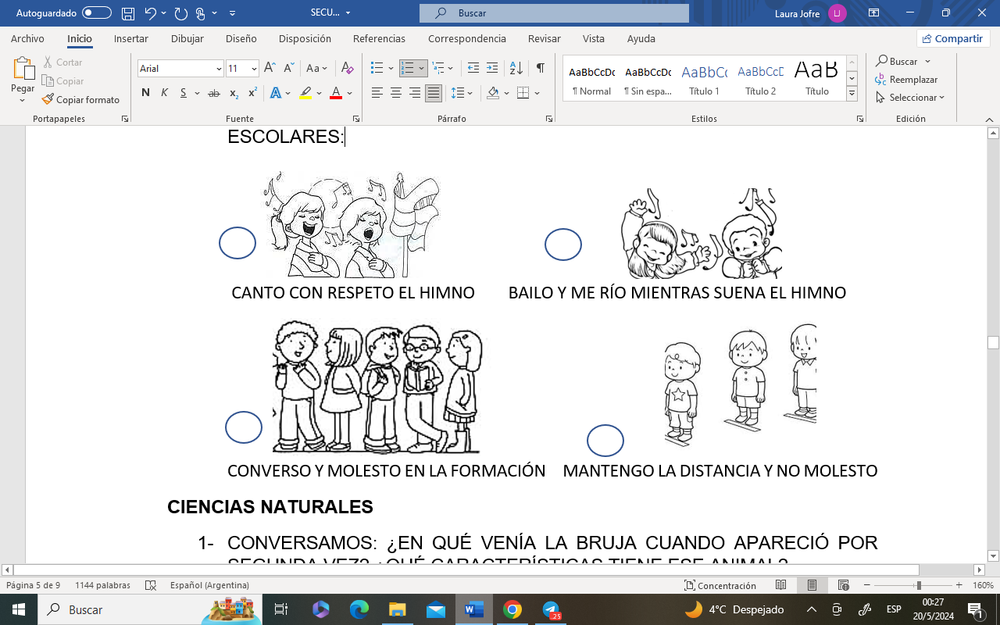 Autoguardado SECU... Buscar Laura Jofre LJ
Archivo Inicio Insertar Dibujar Diseño Disposición Referencias Correspondencia Revisar Vista Ayuda Compartir
Pegar
Cortar
Copiar
Copiar formato
Portapapeles
Arial 11 Aa
N K S ab x₂ x² A A
Fuente
Párrafo
AaBbCcDc AaBbCcDc AaBbCc AaBbCcD AaB
¶ Normal ¶ Sin espa... Título 1 Título 2 Título
Estilos
Buscar
Reemplazar
Seleccionar
Edición
ESCOLARES:
CANTO CON RESPETO EL HIMNO BAILO Y ME RÍO MIENTRAS SUENA EL HIMNO
CONVERSO Y MOLESTO EN LA FORMACIÓN MANTENGO LA DISTANCIA Y NO MOLESTO
CIENCIAS NATURALES
1- CONVERSAMOS: ¿EN QUÉ VENÍA LA BRUJA CUANDO APARECIÓ POR
SEGUNDA VEZ? ¿QUÉ CARACTERÍSTICAS TIENE ESE ANIMAL?
Página 5 de 9 1144 palabras Español (Argentina) Concentración 160%
Buscar 4°C Despejado ESP 00:27
20/5/2024
.25
1